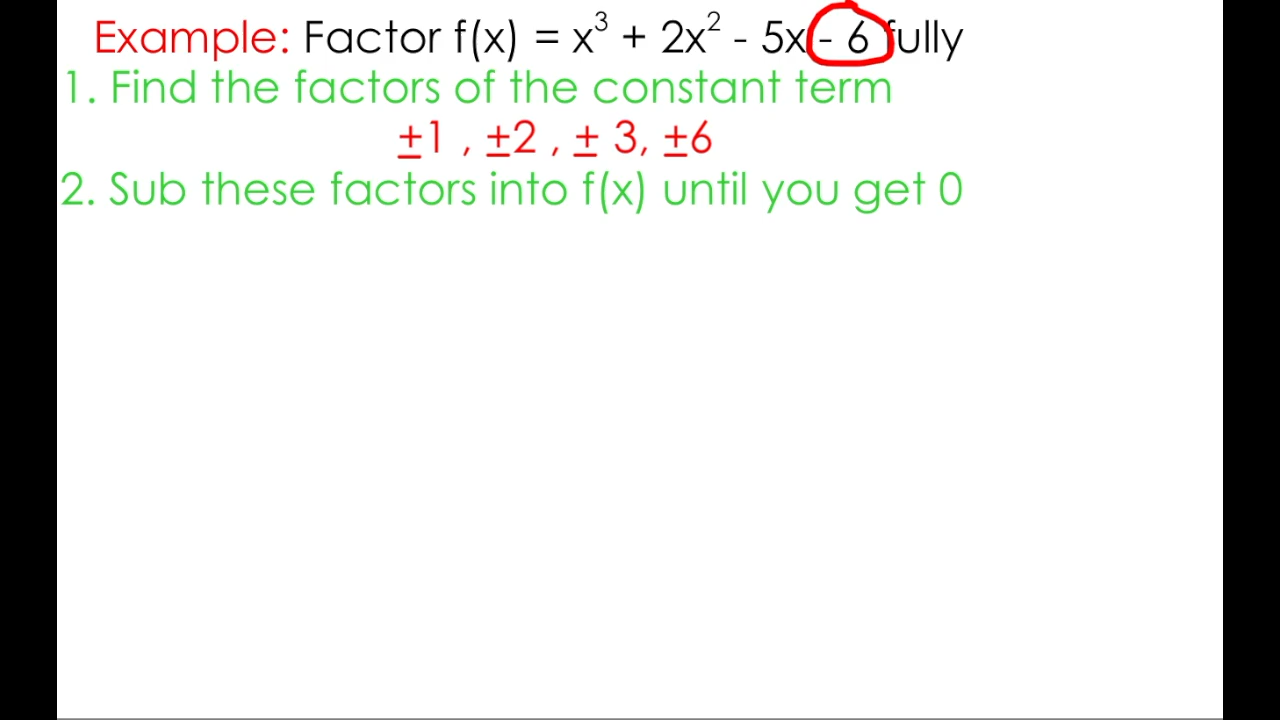 Example: Factor f(x) = x³ + 2x² - 5x - 6 fully
1. Find the factors of the constant term
±1 , ±2 , ± 3, ±6
2. Sub these factors into f(x) until you get 0